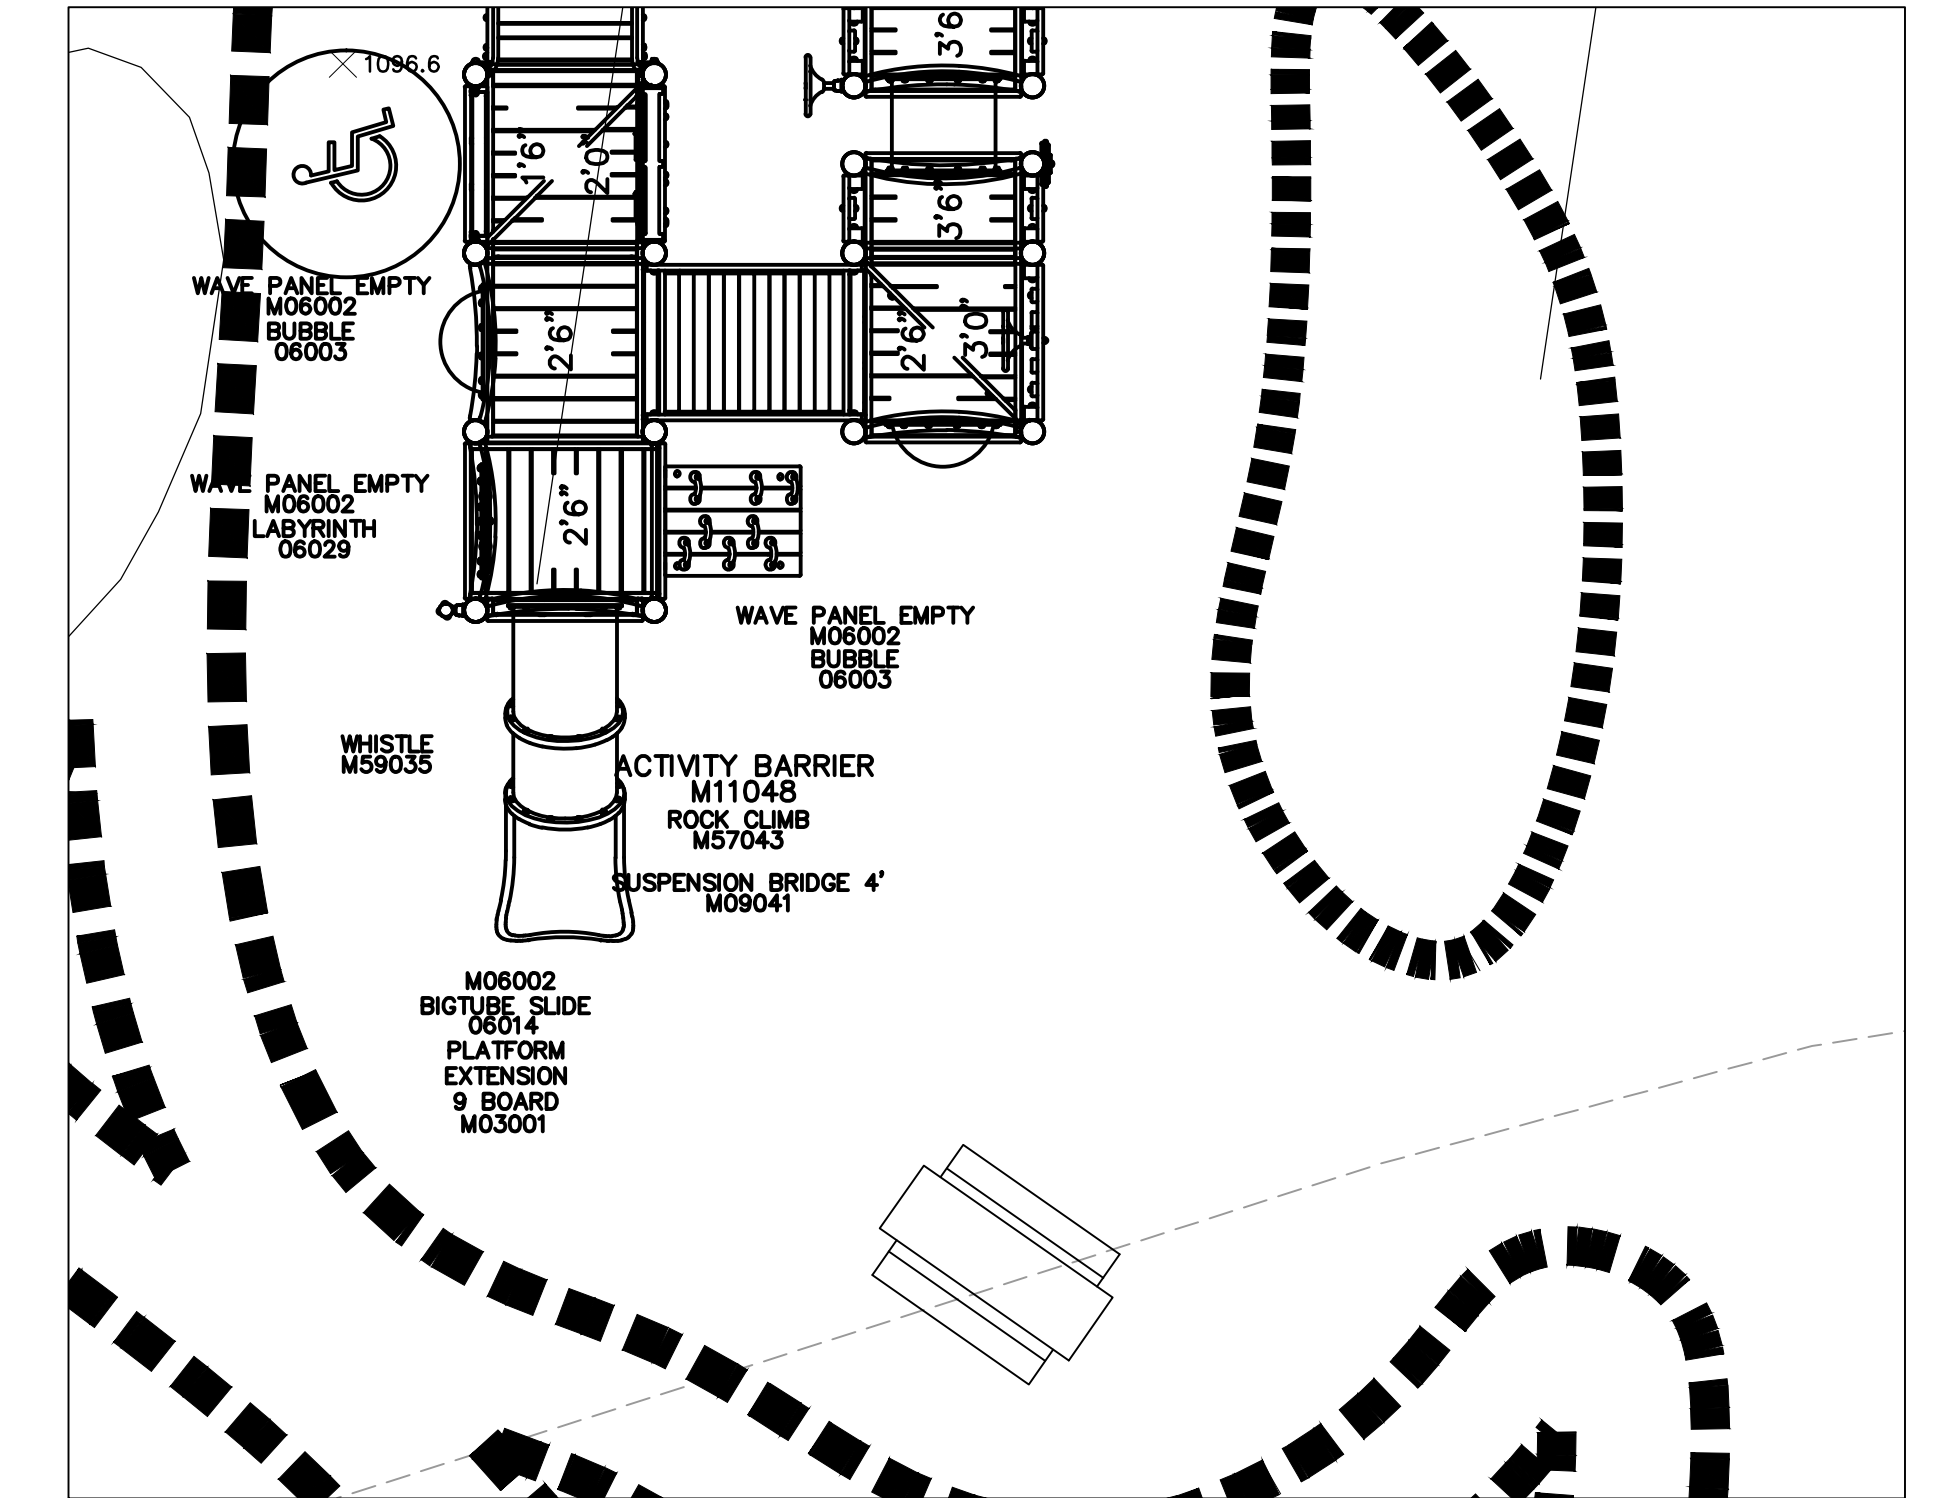 3'6"
1096.6
1'6"
2'0"
3'6"
WAVE PANEL EMPTY
M06002
BUBBLE
06003
2'6"
2'6"
3'0"
WAVE PANEL EMPTY
M06002
LABYRINTH
06029
2'6"
WAVE PANEL EMPTY
M06002
BUBBLE
06003
WHISTLE
M59035
ACTIVITY BARRIER
M11048
ROCK CLIMB
M57043
SUSPENSION BRIDGE 4'
M09041
M06002
BIGTUBE SLIDE
06014
PLATFORM
EXTENSION
9 BOARD
M03001